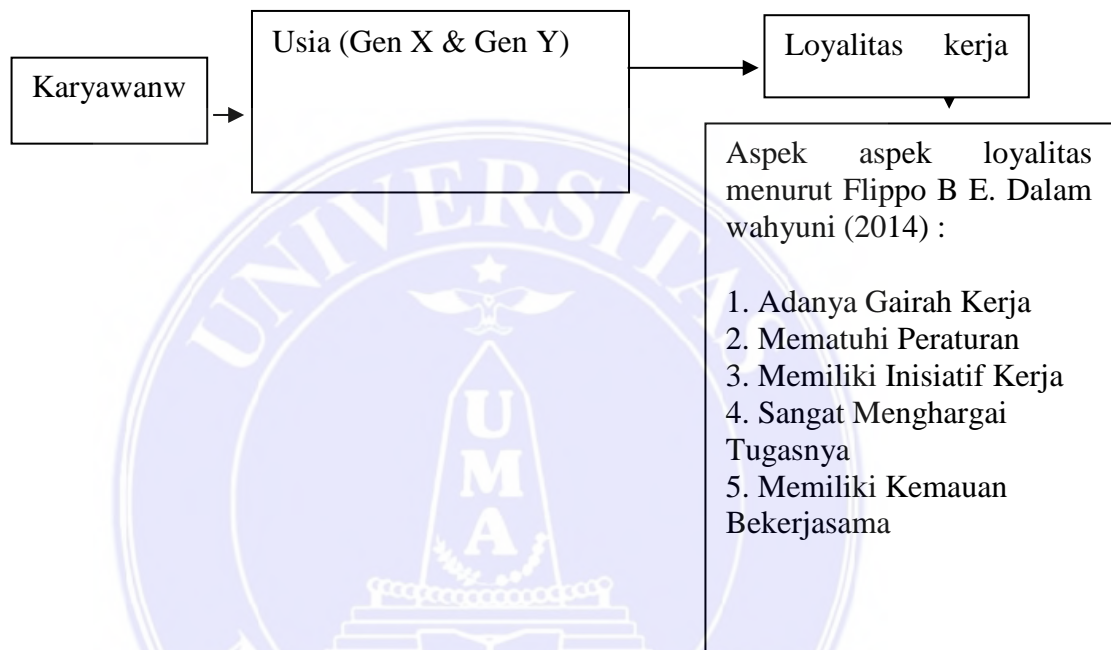 Karyawanw
Usia (Gen X & Gen Y)
Loyalitas kerja
Aspek aspek loyalitas
menurut Flippo B E. Dalam
wahyuni (2014) :
1. Adanya Gairah Kerja
2. Mematuhi Peraturan
3. Memiliki Inisiatif Kerja
4. Sangat Menghargai
Tugasnya
5. Memiliki Kemauan
Bekerjasama
UNIVERSITAS
U
M
A